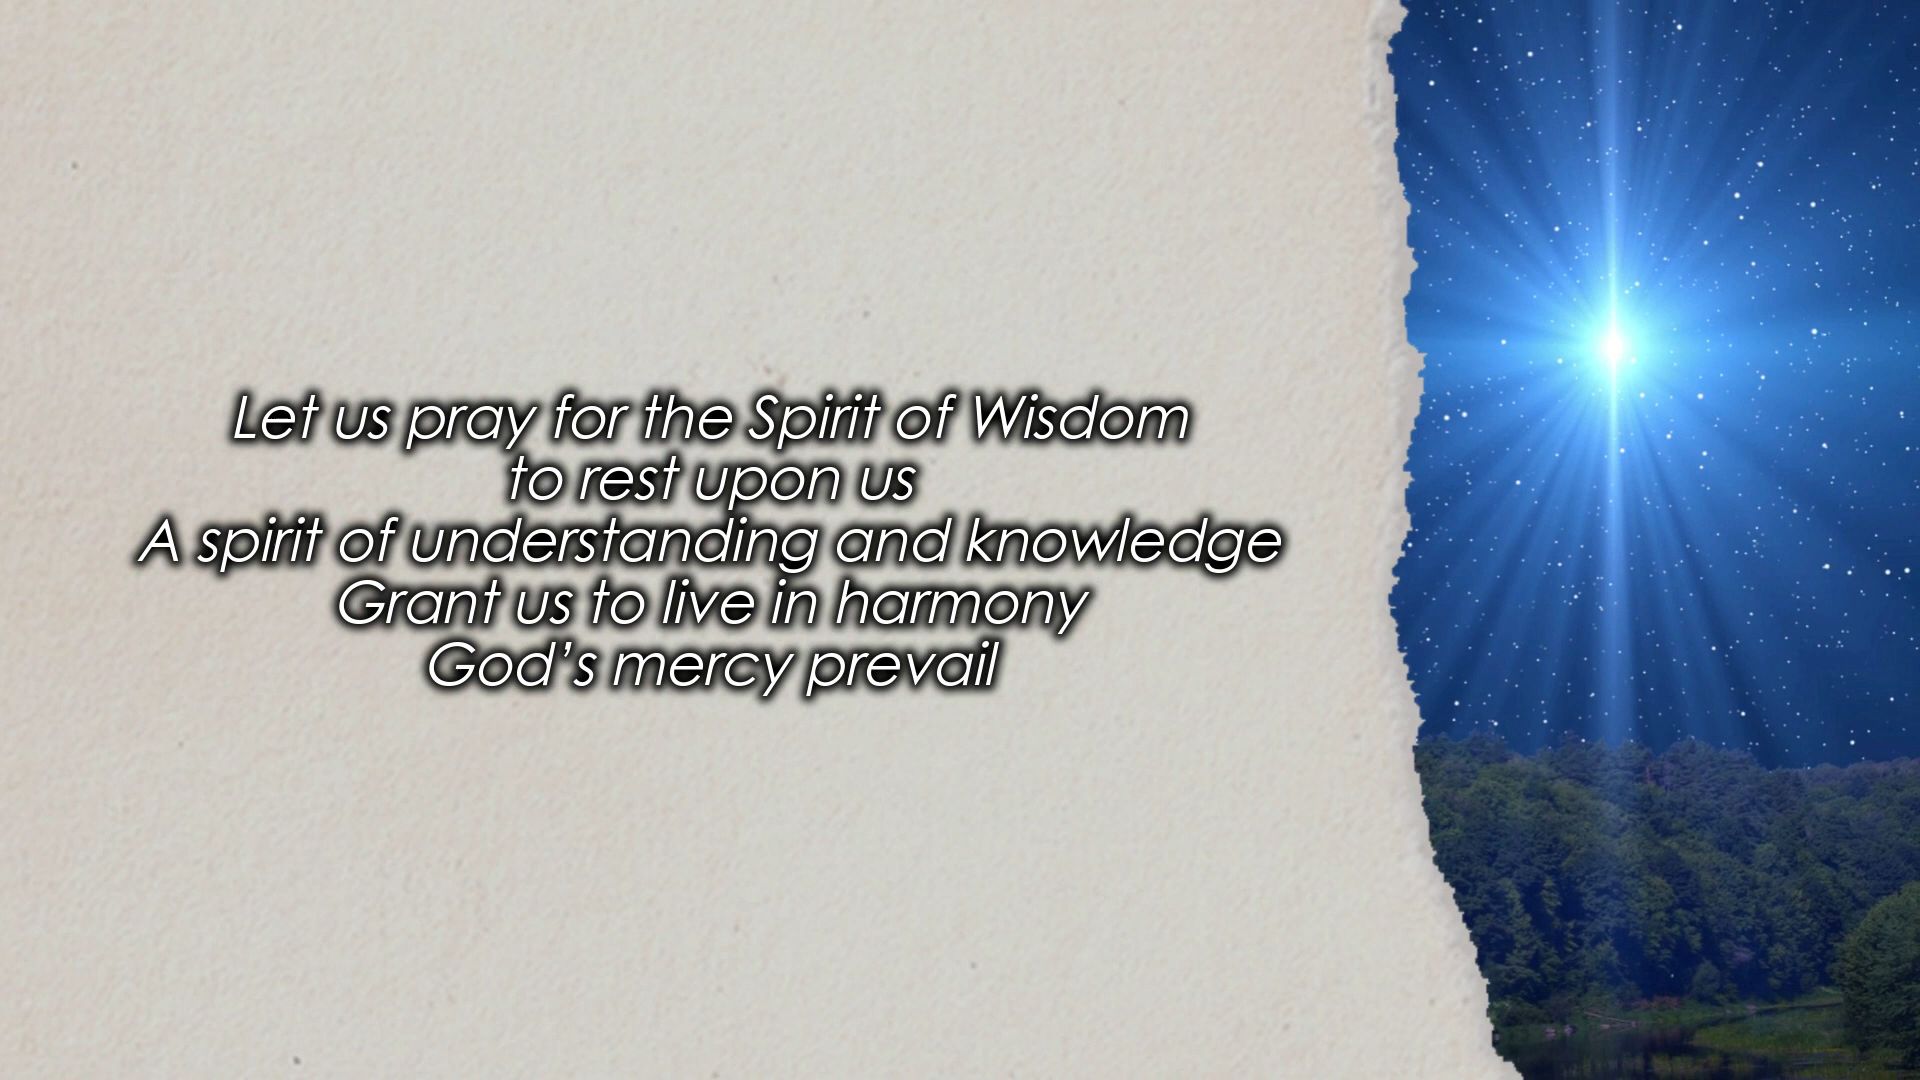 Let us pray for the Spirit of Wisdom
to rest upon us
A spirit of understanding and knowledge
Grant us to live in harmony
God’s mercy prevail